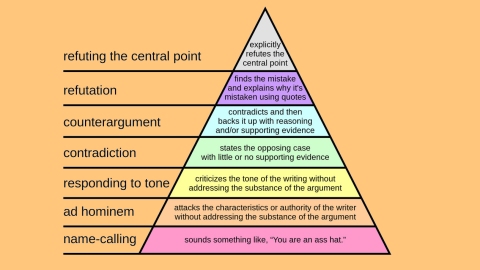 explicitly
refutes the
central point
refuting the central point
finds the mistake
and explains why it's
mistaken using quotes
refutation
contradicts and then
backs it up with reasoning
and/or supporting evidence
counterargument
states the opposing case
with little or no supporting evidence
contradiction
criticizes the tone of the writing without
addressing the substance of the argument
responding to tone
attacks the characteristics or authority of the writer
without addressing the substance of the argument
ad hominem
sounds something like, "You are an ass hat."
name-calling